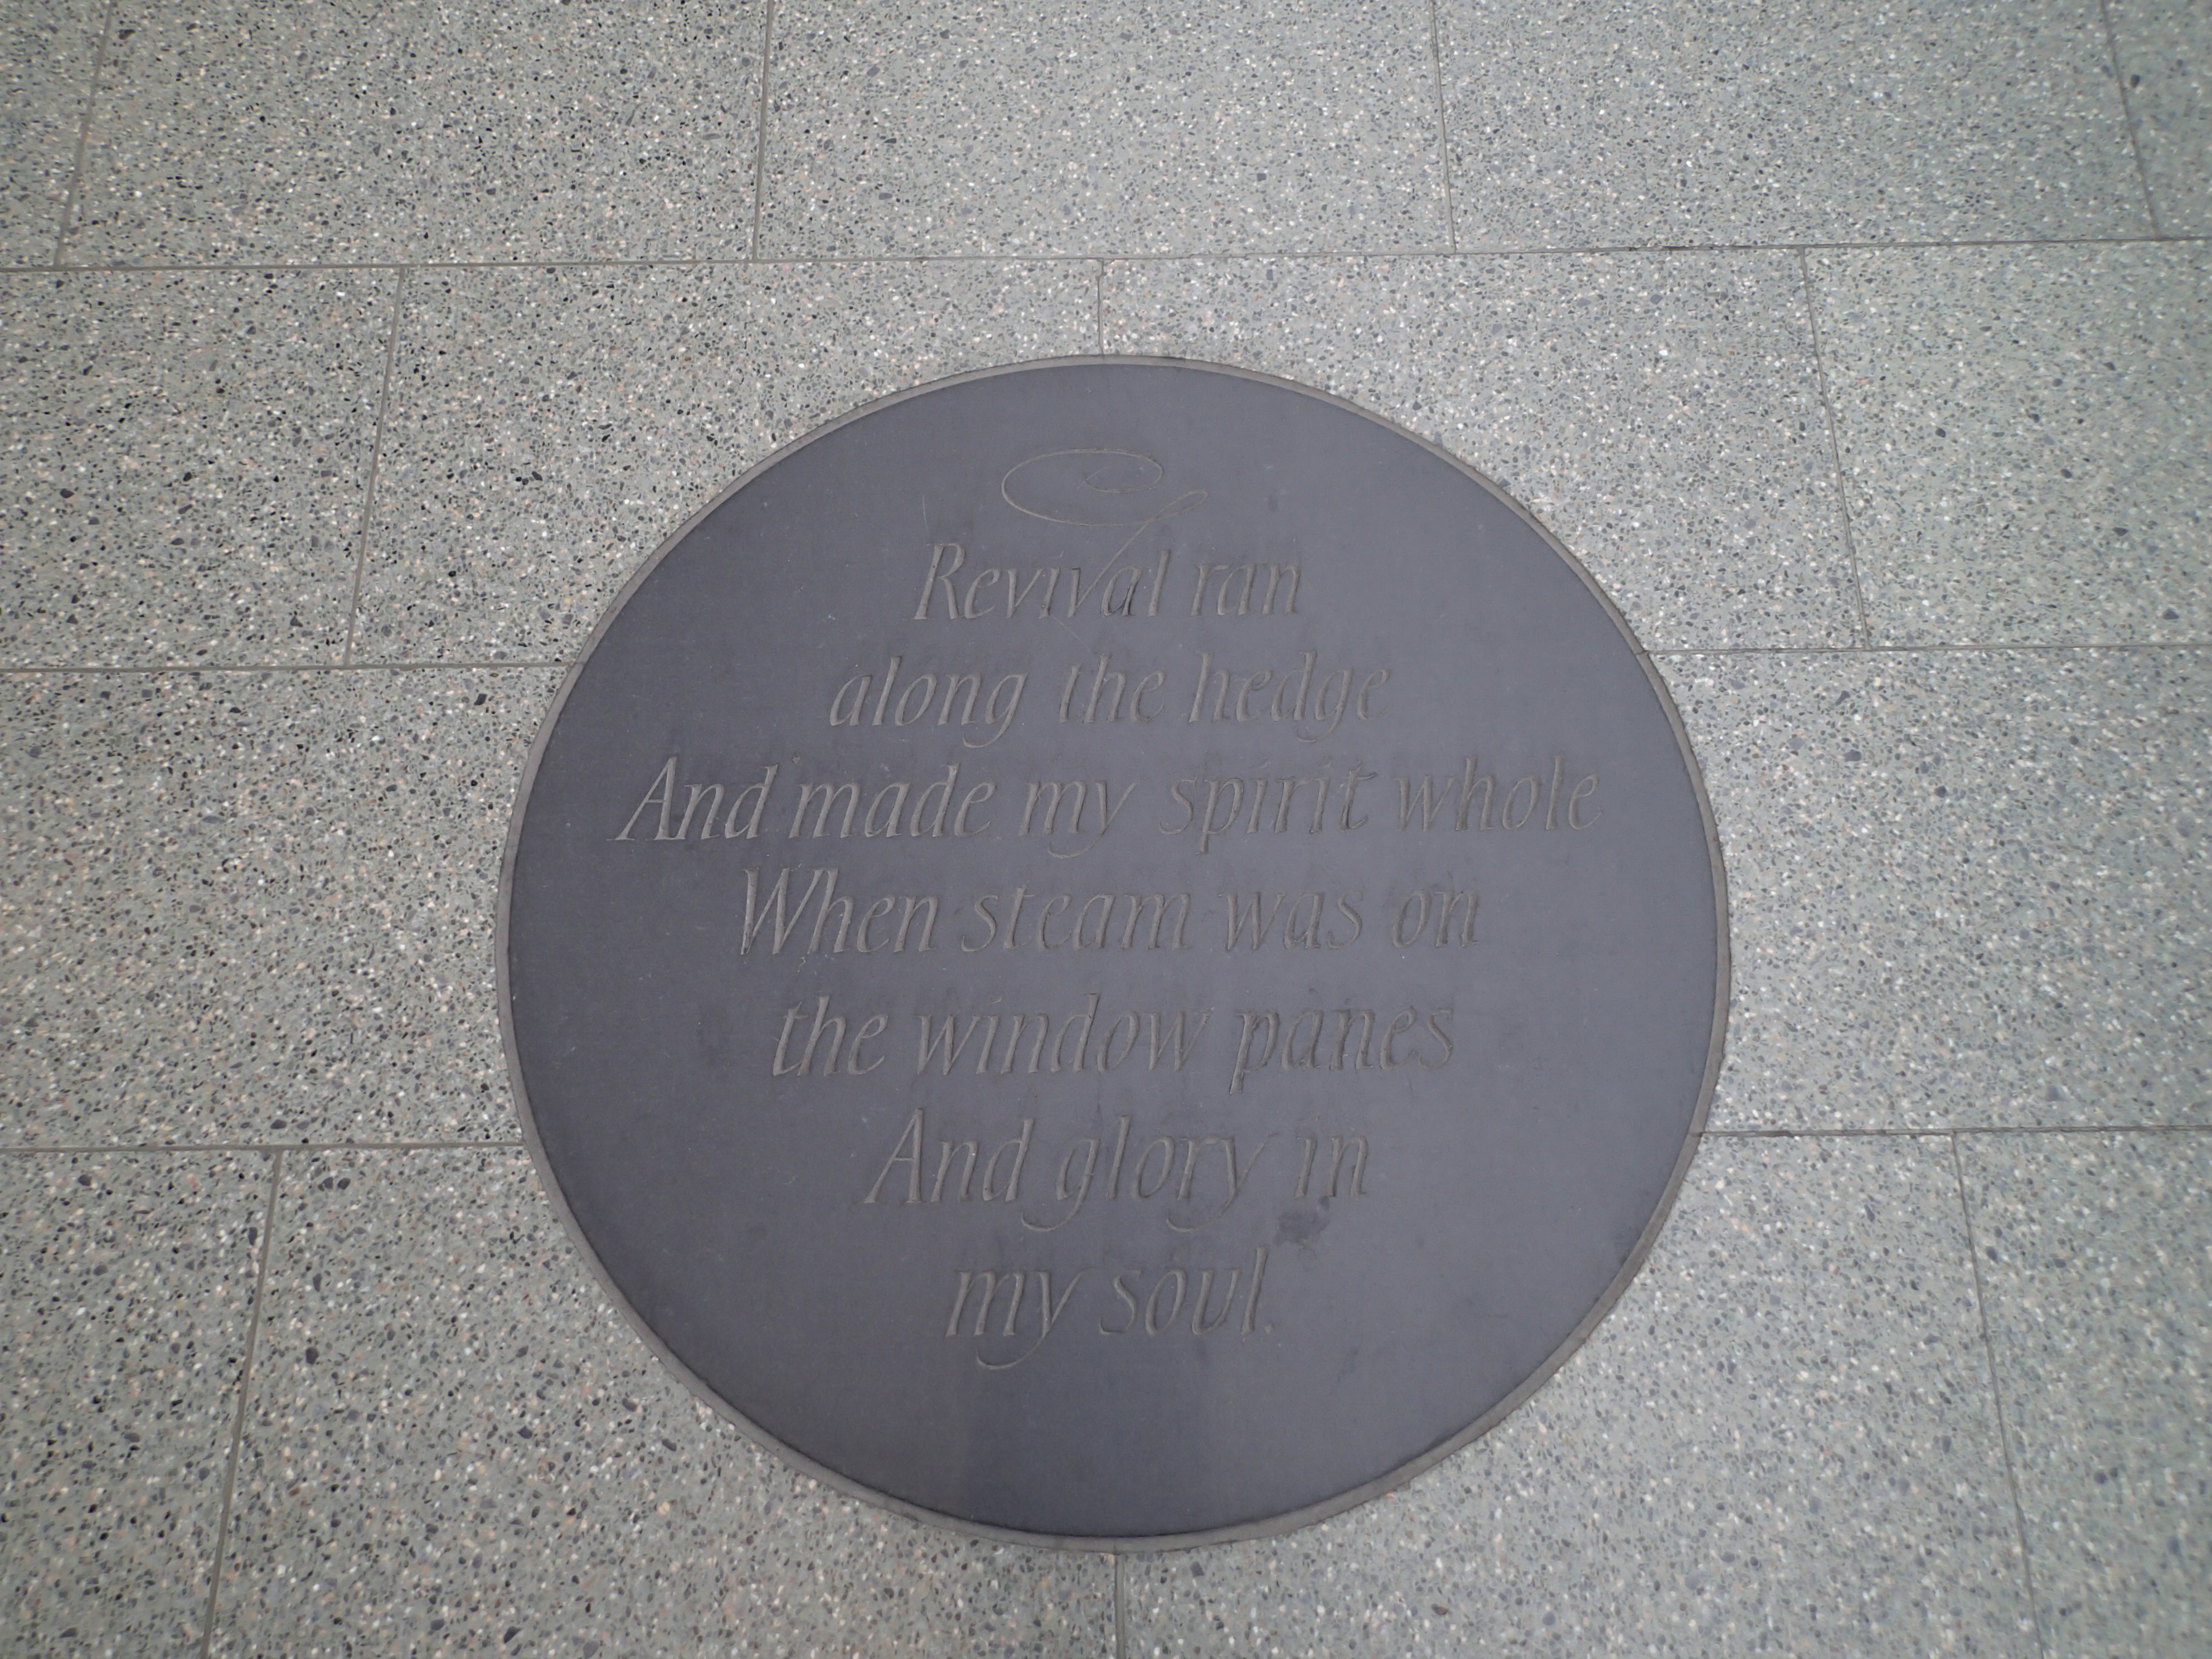 Revival ran
along the hedge
And made my spirit whole
When steam was on
the window panes
And glory in
my soul.